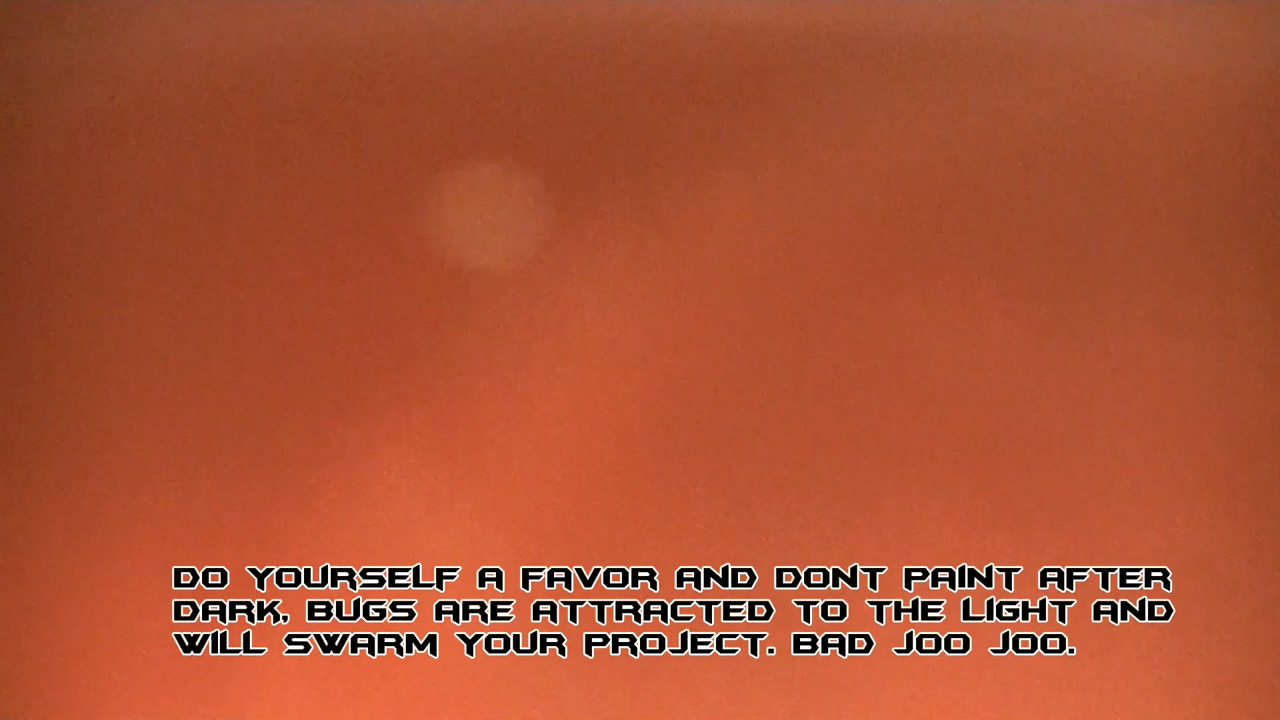 DO YOURSELF A FAVOR AND DONT PAINT AFTER
DARK, BUGS ARE ATTRACTED TO THE LIGHT AND
WILL SWARM YOUR PROJECT. BAD JOO JOO.